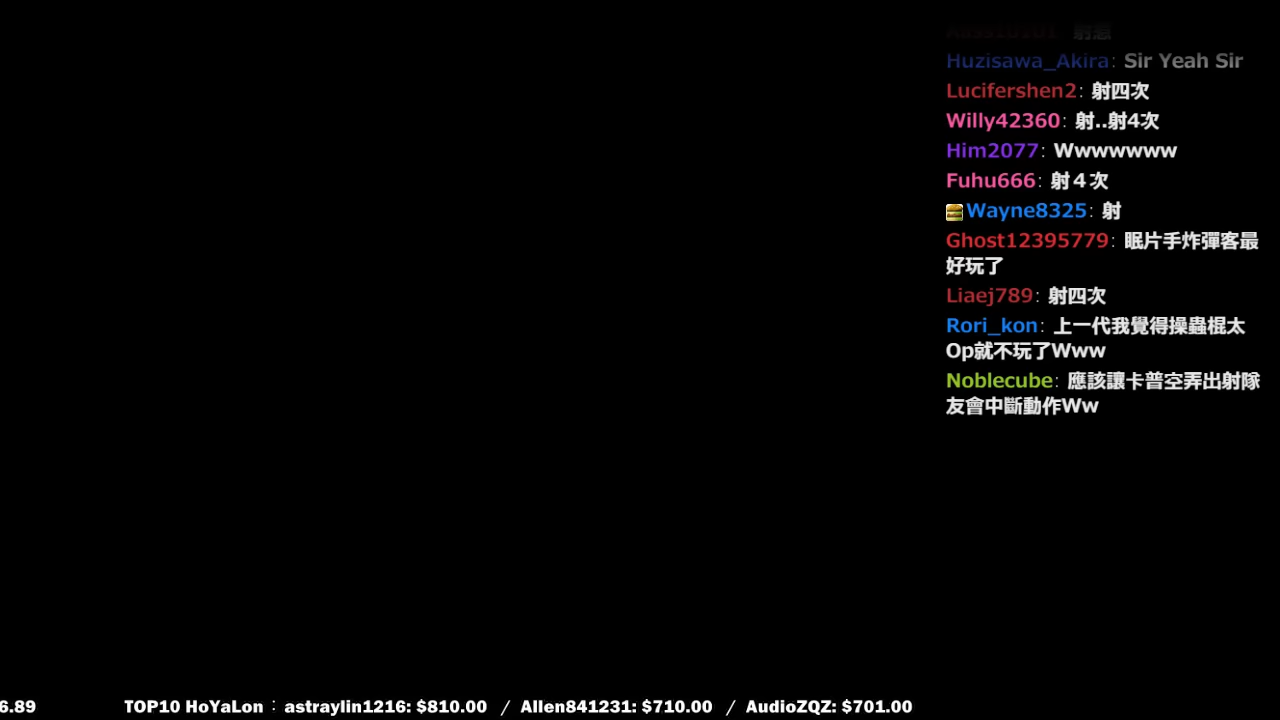 Huzisawa_Akira: Sir Yeah Sir
Lucifershen2: 射四次
Willy42360: 射..射4次
Him2077: Wwwwwww
Fuhu666: 射４次
Wayne8325: 射
Ghost12395779: 眠片手炸彈客最
好玩了
Liaej789: 射四次
Rori_kon: 上一代我覺得操蟲棍太
Op就不玩了Www
Noblecube: 應該讓卡普空弄出射隊
友會中斷動作Ww
6.89 TOP10 HoYaLon：astraylin1216: $810.00 / Allen841231: $710.00 / AudioZQZ: $701.00